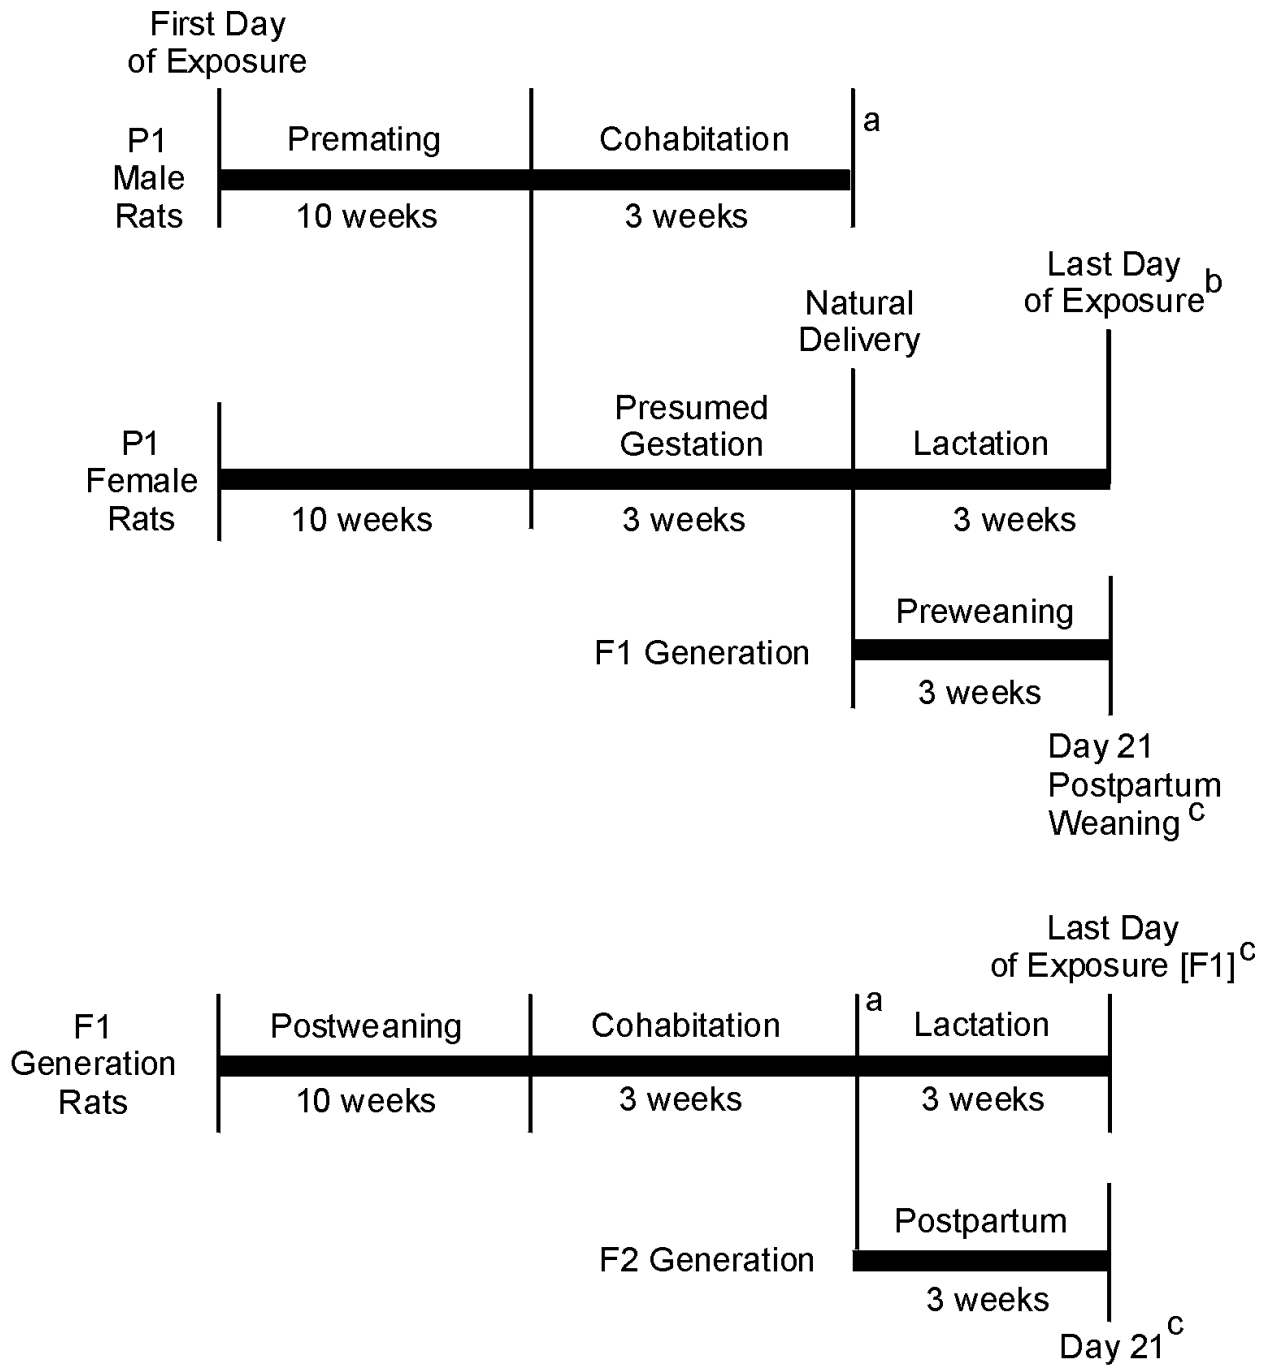 First Day
of Exposure
P1
Male
Rats
Premating
Cohabitation
a
10 weeks
3 weeks
Last Day
of Exposure b
Natural
Delivery
P1
Female
Rats
Presumed
Gestation
Lactation
10 weeks
3 weeks
3 weeks
Preweaning
F1 Generation
3 weeks
Day 21
Postpartum
Weaning c
Last Day
of Exposure [F1] c
F1
Generation
Rats
Postweaning
Cohabitation
a
Lactation
10 weeks
3 weeks
3 weeks
Postpartum
F2 Generation
3 weeks
Day 21 c